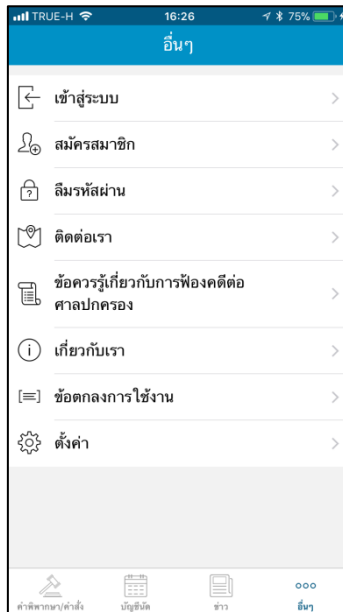 TRUE-H 16:26 75%
อื่นๆ
เข้าสู่ระบบ
สมัครสมาชิก
ลืมรหัสผ่าน
ติดต่อเรา
ข้อควรรู้เกี่ยวกับการฟ้องคดีต่อ
ศาลปกครอง
เกี่ยวกับเรา
ข้อตกลงการใช้งาน
ตั้งค่า
คำพิพากษา/คำสั่ง บัญชีนัด ข่าว อื่นๆ